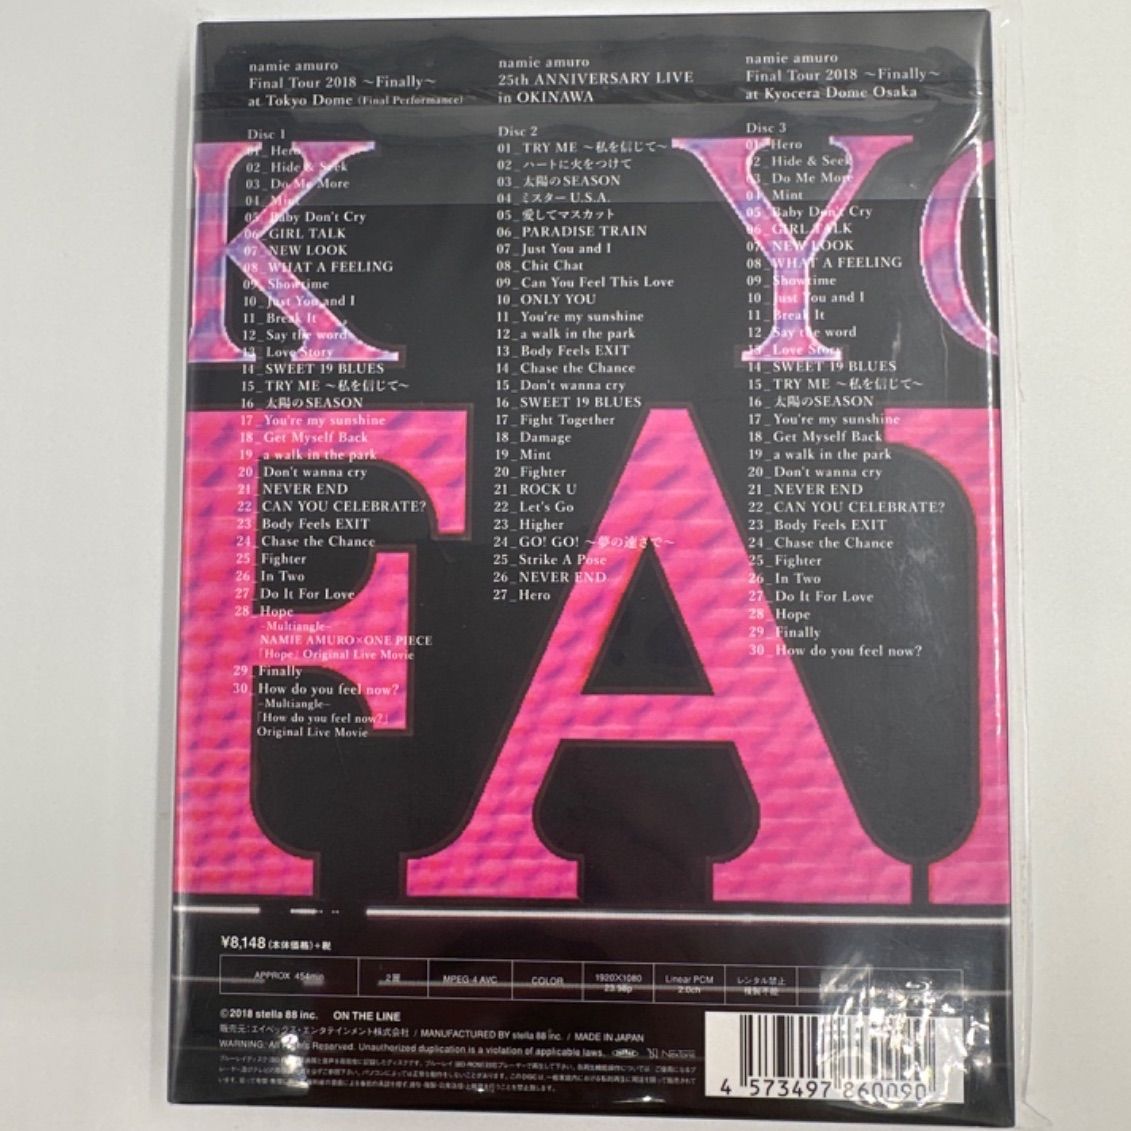 namie amuro
Final Tour 2018 ～Finally～
at Tokyo Dome (Final Performance)
Disc 1
01_Hero
02_Hide & Seek
03_Do Me More
04_Mint
05_Baby Don't Cry
06_GIRL TALK
07_NEW LOOK
08_WHAT A FEELING
09_Showtime
10_Just You and I
11_Break It
12_Say the word
13_Love Story
14_SWEET 19 BLUES
15_TRY ME ～私を信じて～
16_太陽のSEASON
17_You're my sunshine
18_Get Myself Back
19_a walk in the park
20_Don't wanna cry
21_NEVER END
22_CAN YOU CELEBRATE?
23_Body Feels EXIT
24_Chase the Chance
25_Fighter
26_In Two
27_Do It For Love
28_Hope
-Multiangle-
NAMIE AMURO×ONE PIECE
「Hope」Original Live Movie
29_Finally
30_How do you feel now?
-Multiangle-
「How do you feel now?」
Original Live Movie
namie amuro
25th ANNIVERSARY LIVE
in OKINAWA
Disc 2
01_TRY ME ～私を信じて～
02_ハートに火をつけて
03_太陽のSEASON
04_ミスターU.S.A.
05_愛してマスカット
06_PARADISE TRAIN
07_Just You and I
08_Chit Chat
09_Can You Feel This Love
10_ONLY YOU
11_You're my sunshine
12_a walk in the park
13_Body Feels EXIT
14_Chase the Chance
15_Don't wanna cry
16_SWEET 19 BLUES
17_Fight Together
18_Damage
19_Mint
20_Fighter
21_ROCK U
22_Let's Go
23_Higher
24_GO! GO! ～夢の速さで～
25_Strike A Pose
26_NEVER END
27_Hero
namie amuro
Final Tour 2018 ～Finally～
at Kyocera Dome Osaka
Disc 3
01_Hero
02_Hide & Seek
03_Do Me More
04_Mint
05_Baby Don't Cry
06_GIRL TALK
07_NEW LOOK
08_WHAT A FEELING
09_Showtime
10_Just You and I
11_Break It
12_Say the word
13_Love Story
14_SWEET 19 BLUES
15_TRY ME ～私を信じて～
16_太陽のSEASON
17_You're my sunshine
18_Get Myself Back
19_a walk in the park
20_Don't wanna cry
21_NEVER END
22_CAN YOU CELEBRATE?
23_Body Feels EXIT
24_Chase the Chance
25_Fighter
26_In Two
27_Do It For Love
28_Hope
29_Finally
30_How do you feel now?
K YO
FA
¥8,148(本体価格)+税
APPROX 454min 2層 MPEG-4 AVC COLOR 1920×1080 Linear PCM レンタル禁止
23.98p 2.0ch 複製不能
©2018 stella 88 inc. ON THE LINE
販売元:エイベックス・エンタテインメント株式会社 / MANUFACTURED BY stella 88 inc. / MADE IN JAPAN
WARNING: All Rights Reserved. Unauthorized duplication is a violation of applicable laws.
4 573497 860090